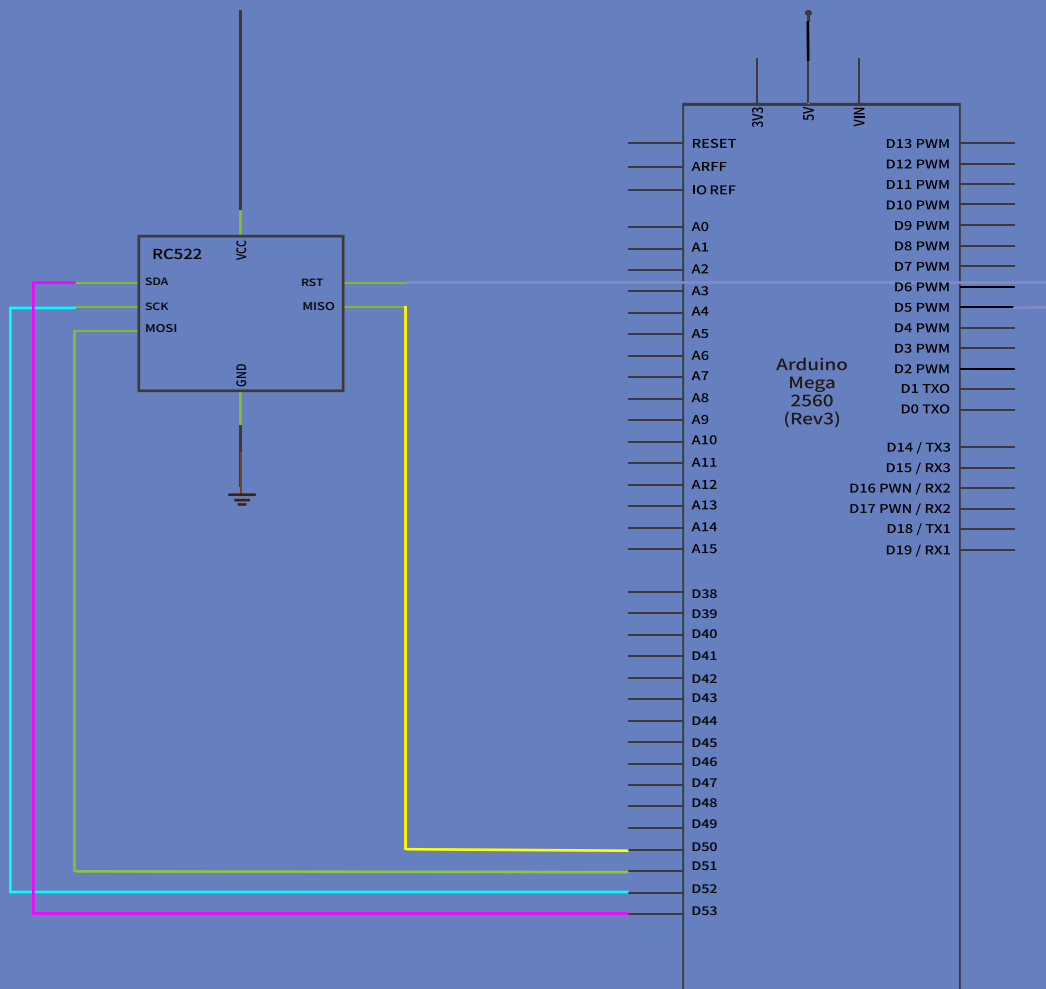 RC522
VCC
SDA
SCK
MOSI
RST
MISO
GND
3V3
5V
VIN
RESET
ARFF
IO REF
A0
A1
A2
A3
A4
A5
A6
A7
A8
A9
A10
A11
A12
A13
A14
A15
D38
D39
D40
D41
D42
D43
D44
D45
D46
D47
D48
D49
D50
D51
D52
D53
Arduino
Mega
2560
(Rev3)
D13 PWM
D12 PWM
D11 PWM
D10 PWM
D9 PWM
D8 PWM
D7 PWM
D6 PWM
D5 PWM
D4 PWM
D3 PWM
D2 PWM
D1 TXO
D0 TXO
D14 / TX3
D15 / RX3
D16 PWN / RX2
D17 PWN / RX2
D18 / TX1
D19 / RX1